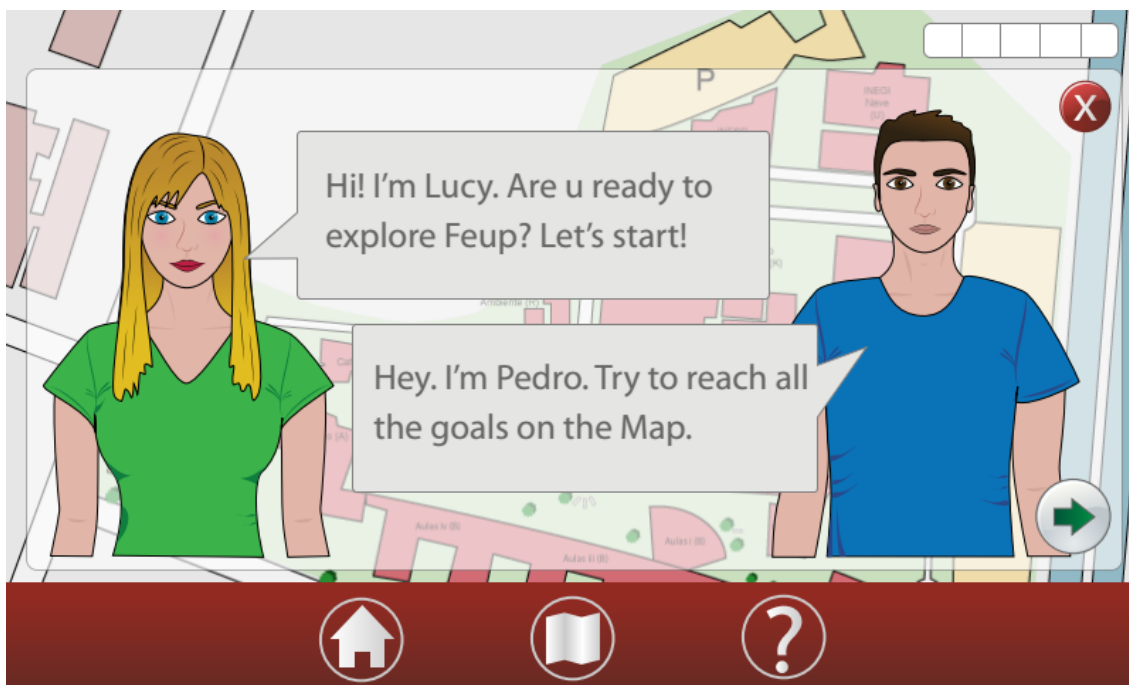 P
INEGI
Nave
(U)
Hi! I'm Lucy. Are u ready to
explore Feup? Let's start!
(K)
Ambiente (R)
Hey. I'm Pedro. Try to reach all
the goals on the Map.
(A)
Aulas Iv (B)
Aulas I (B)
Aulas Iii (B)
X
?